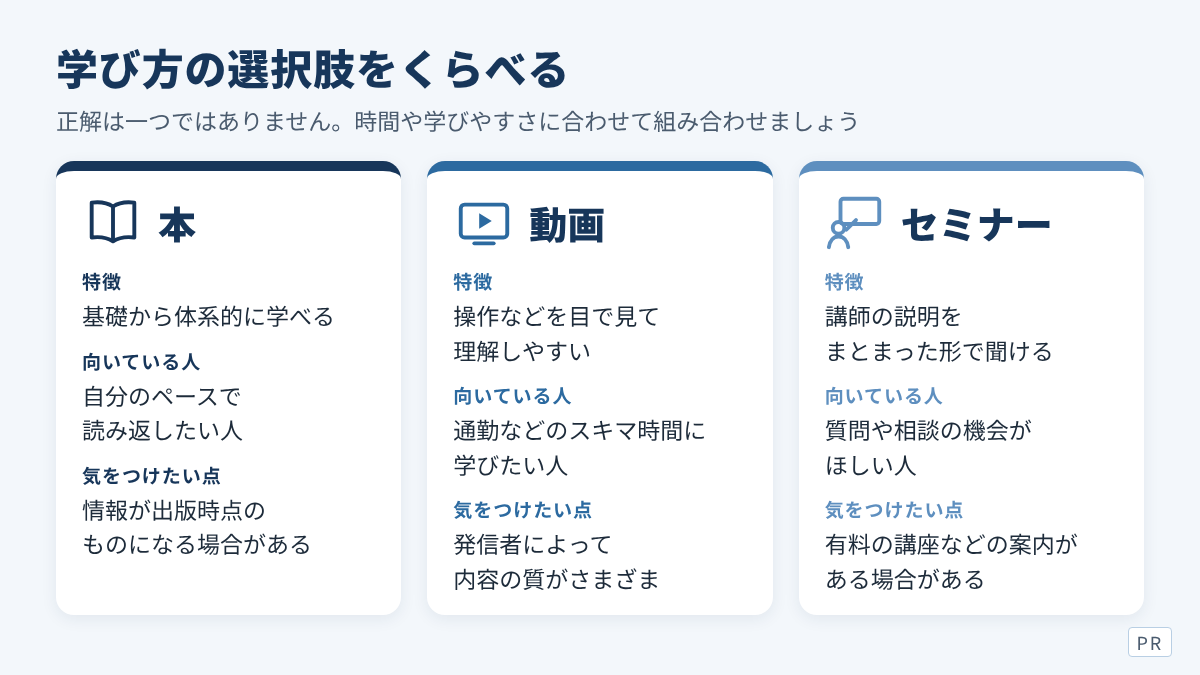 学び方の選択肢をくらべる
正解は一つではありません。時間や学びやすさに合わせて組み合わせましょう
本
特徴
基礎から体系的に学べる
向いている人
自分のペースで
読み返したい人
気をつけたい点
情報が出版時点の
ものになる場合がある
動画
特徴
操作などを目で見て
理解しやすい
向いている人
通勤などのスキマ時間に
学びたい人
気をつけたい点
発信者によって
内容の質がさまざま
セミナー
特徴
講師の説明を
まとまった形で聞ける
向いている人
質問や相談の機会が
ほしい人
気をつけたい点
有料の講座などの案内が
ある場合がある
PR